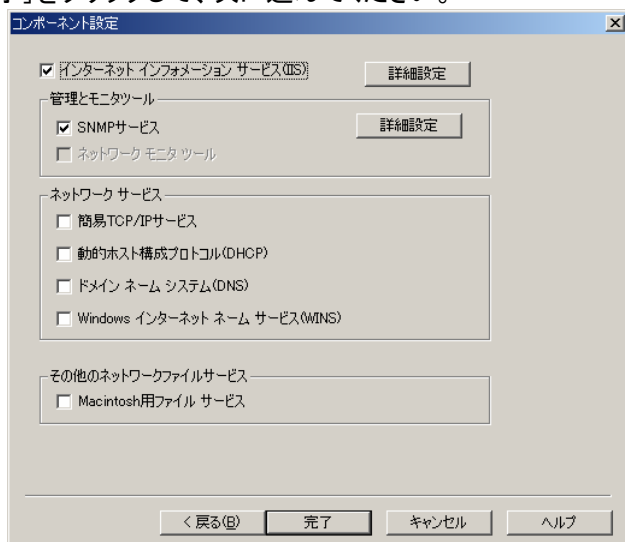 コンポーネント設定
インターネット インフォメーション サービス(IIS)
詳細設定
管理とモニタツール
SNMPサービス
詳細設定
ネットワーク モニタ ツール
ネットワーク サービス
簡易TCP/IPサービス
動的ホスト構成プロトコル(DHCP)
ドメイン ネーム システム(DNS)
Windows インターネット ネーム サービス(WINS)
その他のネットワークファイルサービス
Macintosh用ファイル サービス
< 戻る(B)
完了
キャンセル
ヘルプ